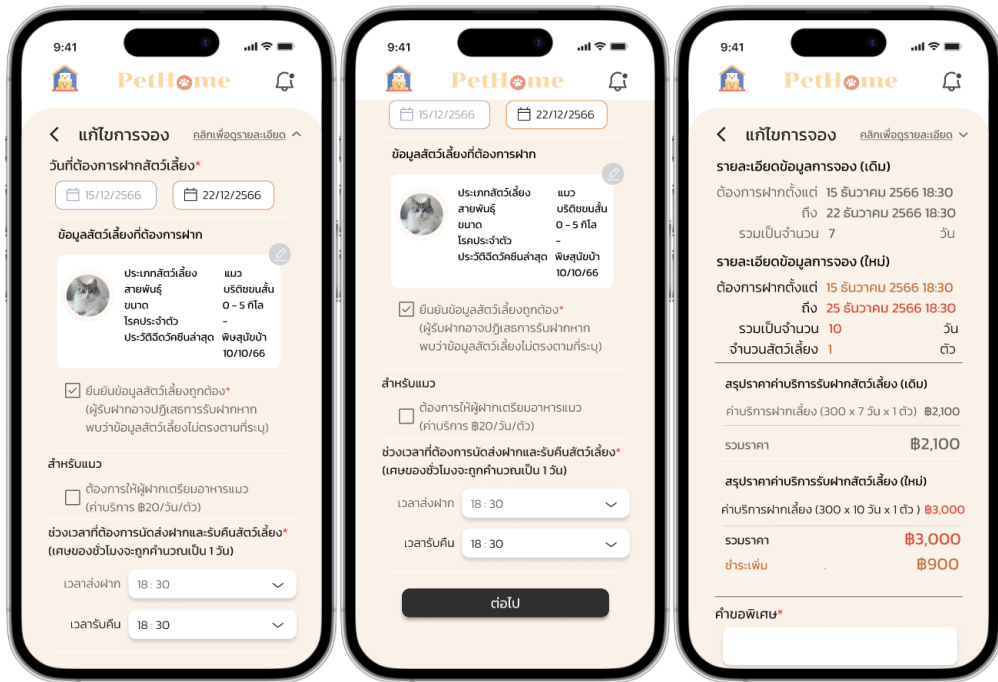 9:41
PetHome
แก้ไขการจอง
คลิกเพื่อดูรายละเอียด
วันที่ต้องการฝากสัตว์เลี้ยง*
15/12/2566
22/12/2566
ข้อมูลสัตว์เลี้ยงที่ต้องการฝาก
ประเภทสัตว์เลี้ยง แมว
สายพันธุ์ บริติชขนสั้น
ขนาด 0 - 5 กิโล
โรคประจำตัว -
ประวัติฉีดวัคซีนล่าสุด พิษสุนัขบ้า
10/10/66
ยืนยันข้อมูลสัตว์เลี้ยงถูกต้อง*
(ผู้รับฝากอาจปฏิเสธการรับฝากหาก
พบว่าข้อมูลสัตว์เลี้ยงไม่ตรงตามที่ระบุ)
สำหรับแมว
ต้องการให้ผู้ฝากเตรียมอาหารแมว
(ค่าบริการ ฿20/วัน/ตัว)
ช่วงเวลาที่ต้องการนัดส่งฝากและรับคืนสัตว์เลี้ยง*
(เศษของชั่วโมงจะถูกคำนวณเป็น 1 วัน)
เวลาส่งฝาก 18 : 30
เวลารับคืน 18 : 30
9:41
PetHome
15/12/2566
22/12/2566
ข้อมูลสัตว์เลี้ยงที่ต้องการฝาก
ประเภทสัตว์เลี้ยง แมว
สายพันธุ์ บริติชขนสั้น
ขนาด 0 - 5 กิโล
โรคประจำตัว -
ประวัติฉีดวัคซีนล่าสุด พิษสุนัขบ้า
10/10/66
ยืนยันข้อมูลสัตว์เลี้ยงถูกต้อง*
(ผู้รับฝากอาจปฏิเสธการรับฝากหาก
พบว่าข้อมูลสัตว์เลี้ยงไม่ตรงตามที่ระบุ)
สำหรับแมว
ต้องการให้ผู้ฝากเตรียมอาหารแมว
(ค่าบริการ ฿20/วัน/ตัว)
ช่วงเวลาที่ต้องการนัดส่งฝากและรับคืนสัตว์เลี้ยง*
(เศษของชั่วโมงจะถูกคำนวณเป็น 1 วัน)
เวลาส่งฝาก 18 : 30
เวลารับคืน 18 : 30
ต่อไป
9:41
PetHome
แก้ไขการจอง
คลิกเพื่อดูรายละเอียด
รายละเอียดข้อมูลการจอง (เดิม)
ต้องการฝากตั้งแต่ 15 ธันวาคม 2566 18:30
ถึง 22 ธันวาคม 2566 18:30
รวมเป็นจำนวน 7 วัน
รายละเอียดข้อมูลการจอง (ใหม่)
ต้องการฝากตั้งแต่ 15 ธันวาคม 2566 18:30
ถึง 25 ธันวาคม 2566 18:30
รวมเป็นจำนวน 10 วัน
จำนวนสัตว์เลี้ยง 1 ตัว
สรุปราคาค่าบริการรับฝากสัตว์เลี้ยง (เดิม)
ค่าบริการฝากเลี้ยง (300 x 7 วัน x 1 ตัว) ฿2,100
รวมราคา ฿2,100
สรุปราคาค่าบริการรับฝากสัตว์เลี้ยง (ใหม่)
ค่าบริการฝากเลี้ยง (300 x 10 วัน x 1 ตัว ) ฿3,000
รวมราคา ฿3,000
ชำระเพิ่ม . ฿900
คำขอพิเศษ*